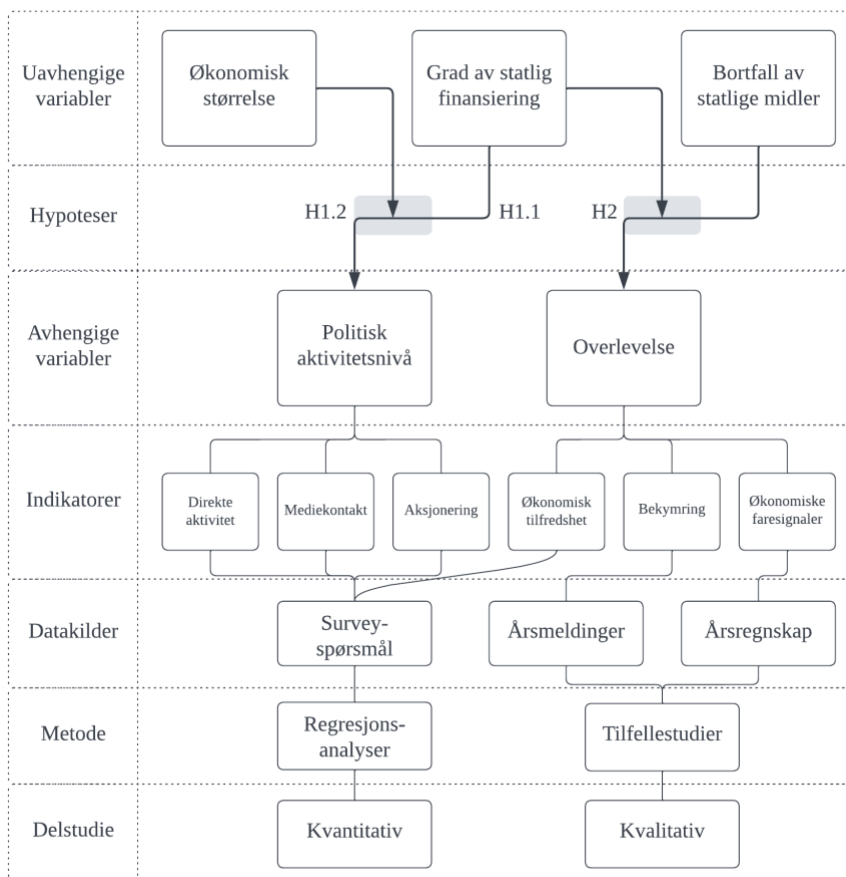 Uavhengige
variabler
Økonomisk
størrelse
Grad av statlig
finansiering
Bortfall av
statlige midler
Hypoteser
H1.2
H1.1
H2
Avhengige
variabler
Politisk
aktivitetsnivå
Overlevelse
Indikatorer
Direkte
aktivitet
Mediekontakt
Aksjonering
Økonomisk
tilfredshet
Bekymring
Økonomiske
faresignaler
Datakilder
Survey-
spørsmål
Årsmeldinger
Årsregnskap
Metode
Regresjons-
analyser
Tilfellestudier
Delstudie
Kvantitativ
Kvalitativ